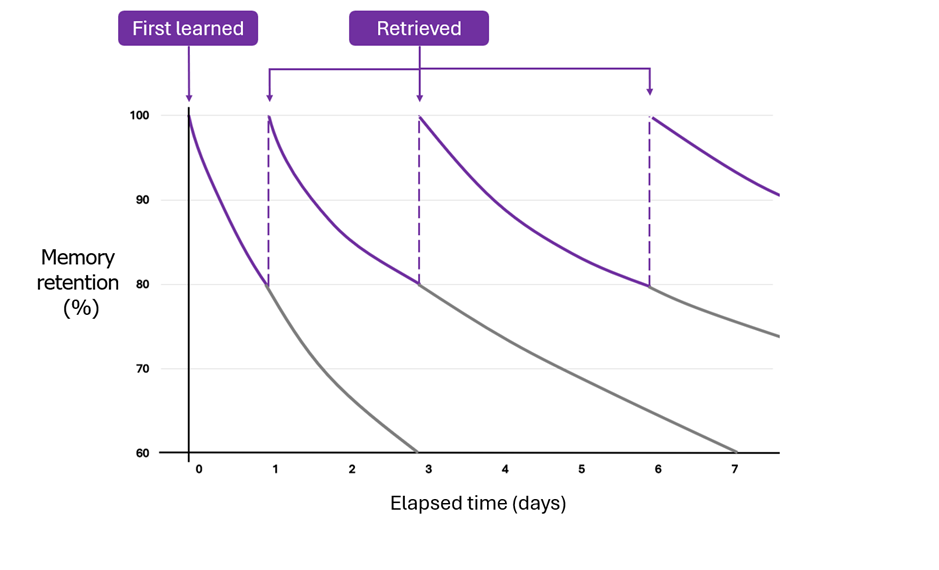 First learned
Retrieved
100
90
80
70
60
Memory
retention
(%)
0 1 2 3 4 5 6 7
Elapsed time (days)